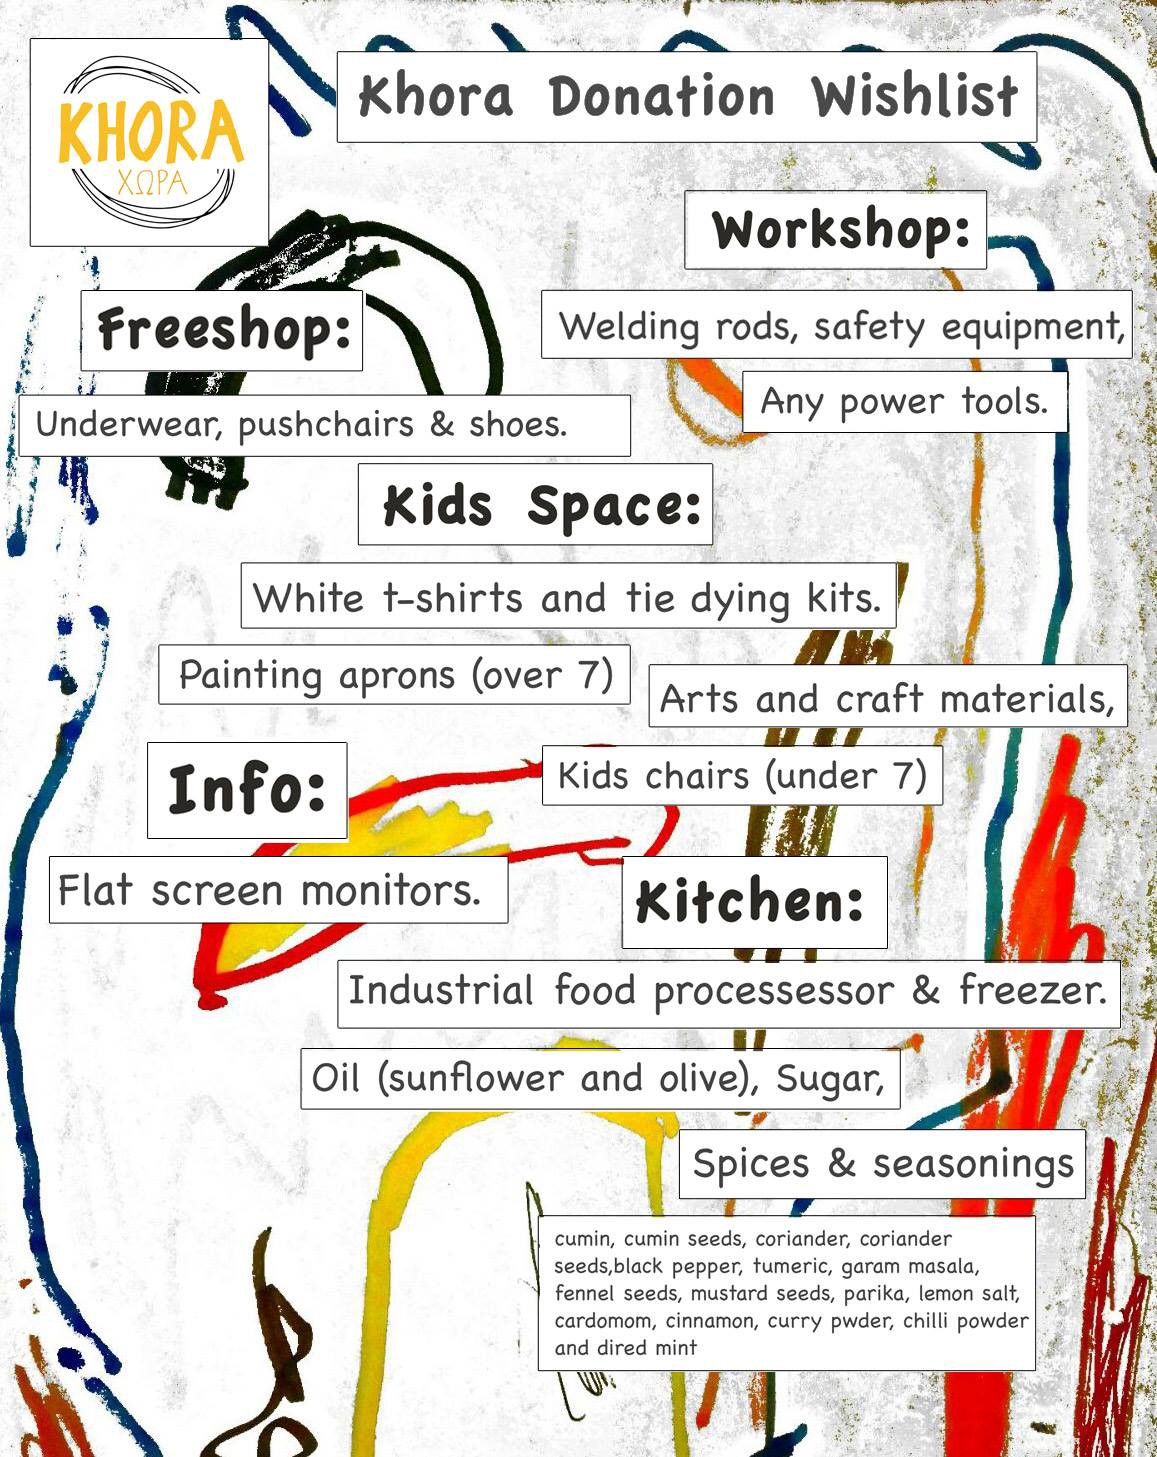 KHORA
ΧΩΡΑ
Khora Donation Wishlist
Workshop:
Welding rods, safety equipment,
Any power tools.
Freeshop:
Underwear, pushchairs & shoes.
Kids Space:
White t-shirts and tie dying kits.
Painting aprons (over 7)
Arts and craft materials,
Kids chairs (under 7)
Info:
Flat screen monitors.
Kitchen:
Industrial food processessor & freezer.
Oil (sunflower and olive), Sugar,
Spices & seasonings
cumin, cumin seeds, coriander, coriander
seeds,black pepper, tumeric, garam masala,
fennel seeds, mustard seeds, parika, lemon salt,
cardomom, cinnamon, curry pwder, chilli powder
and dired mint